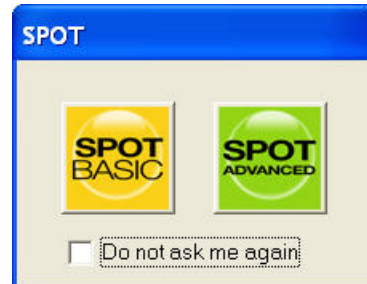 SPOT
SPOT
BASIC
SPOT
ADVANCED
Do not ask me again